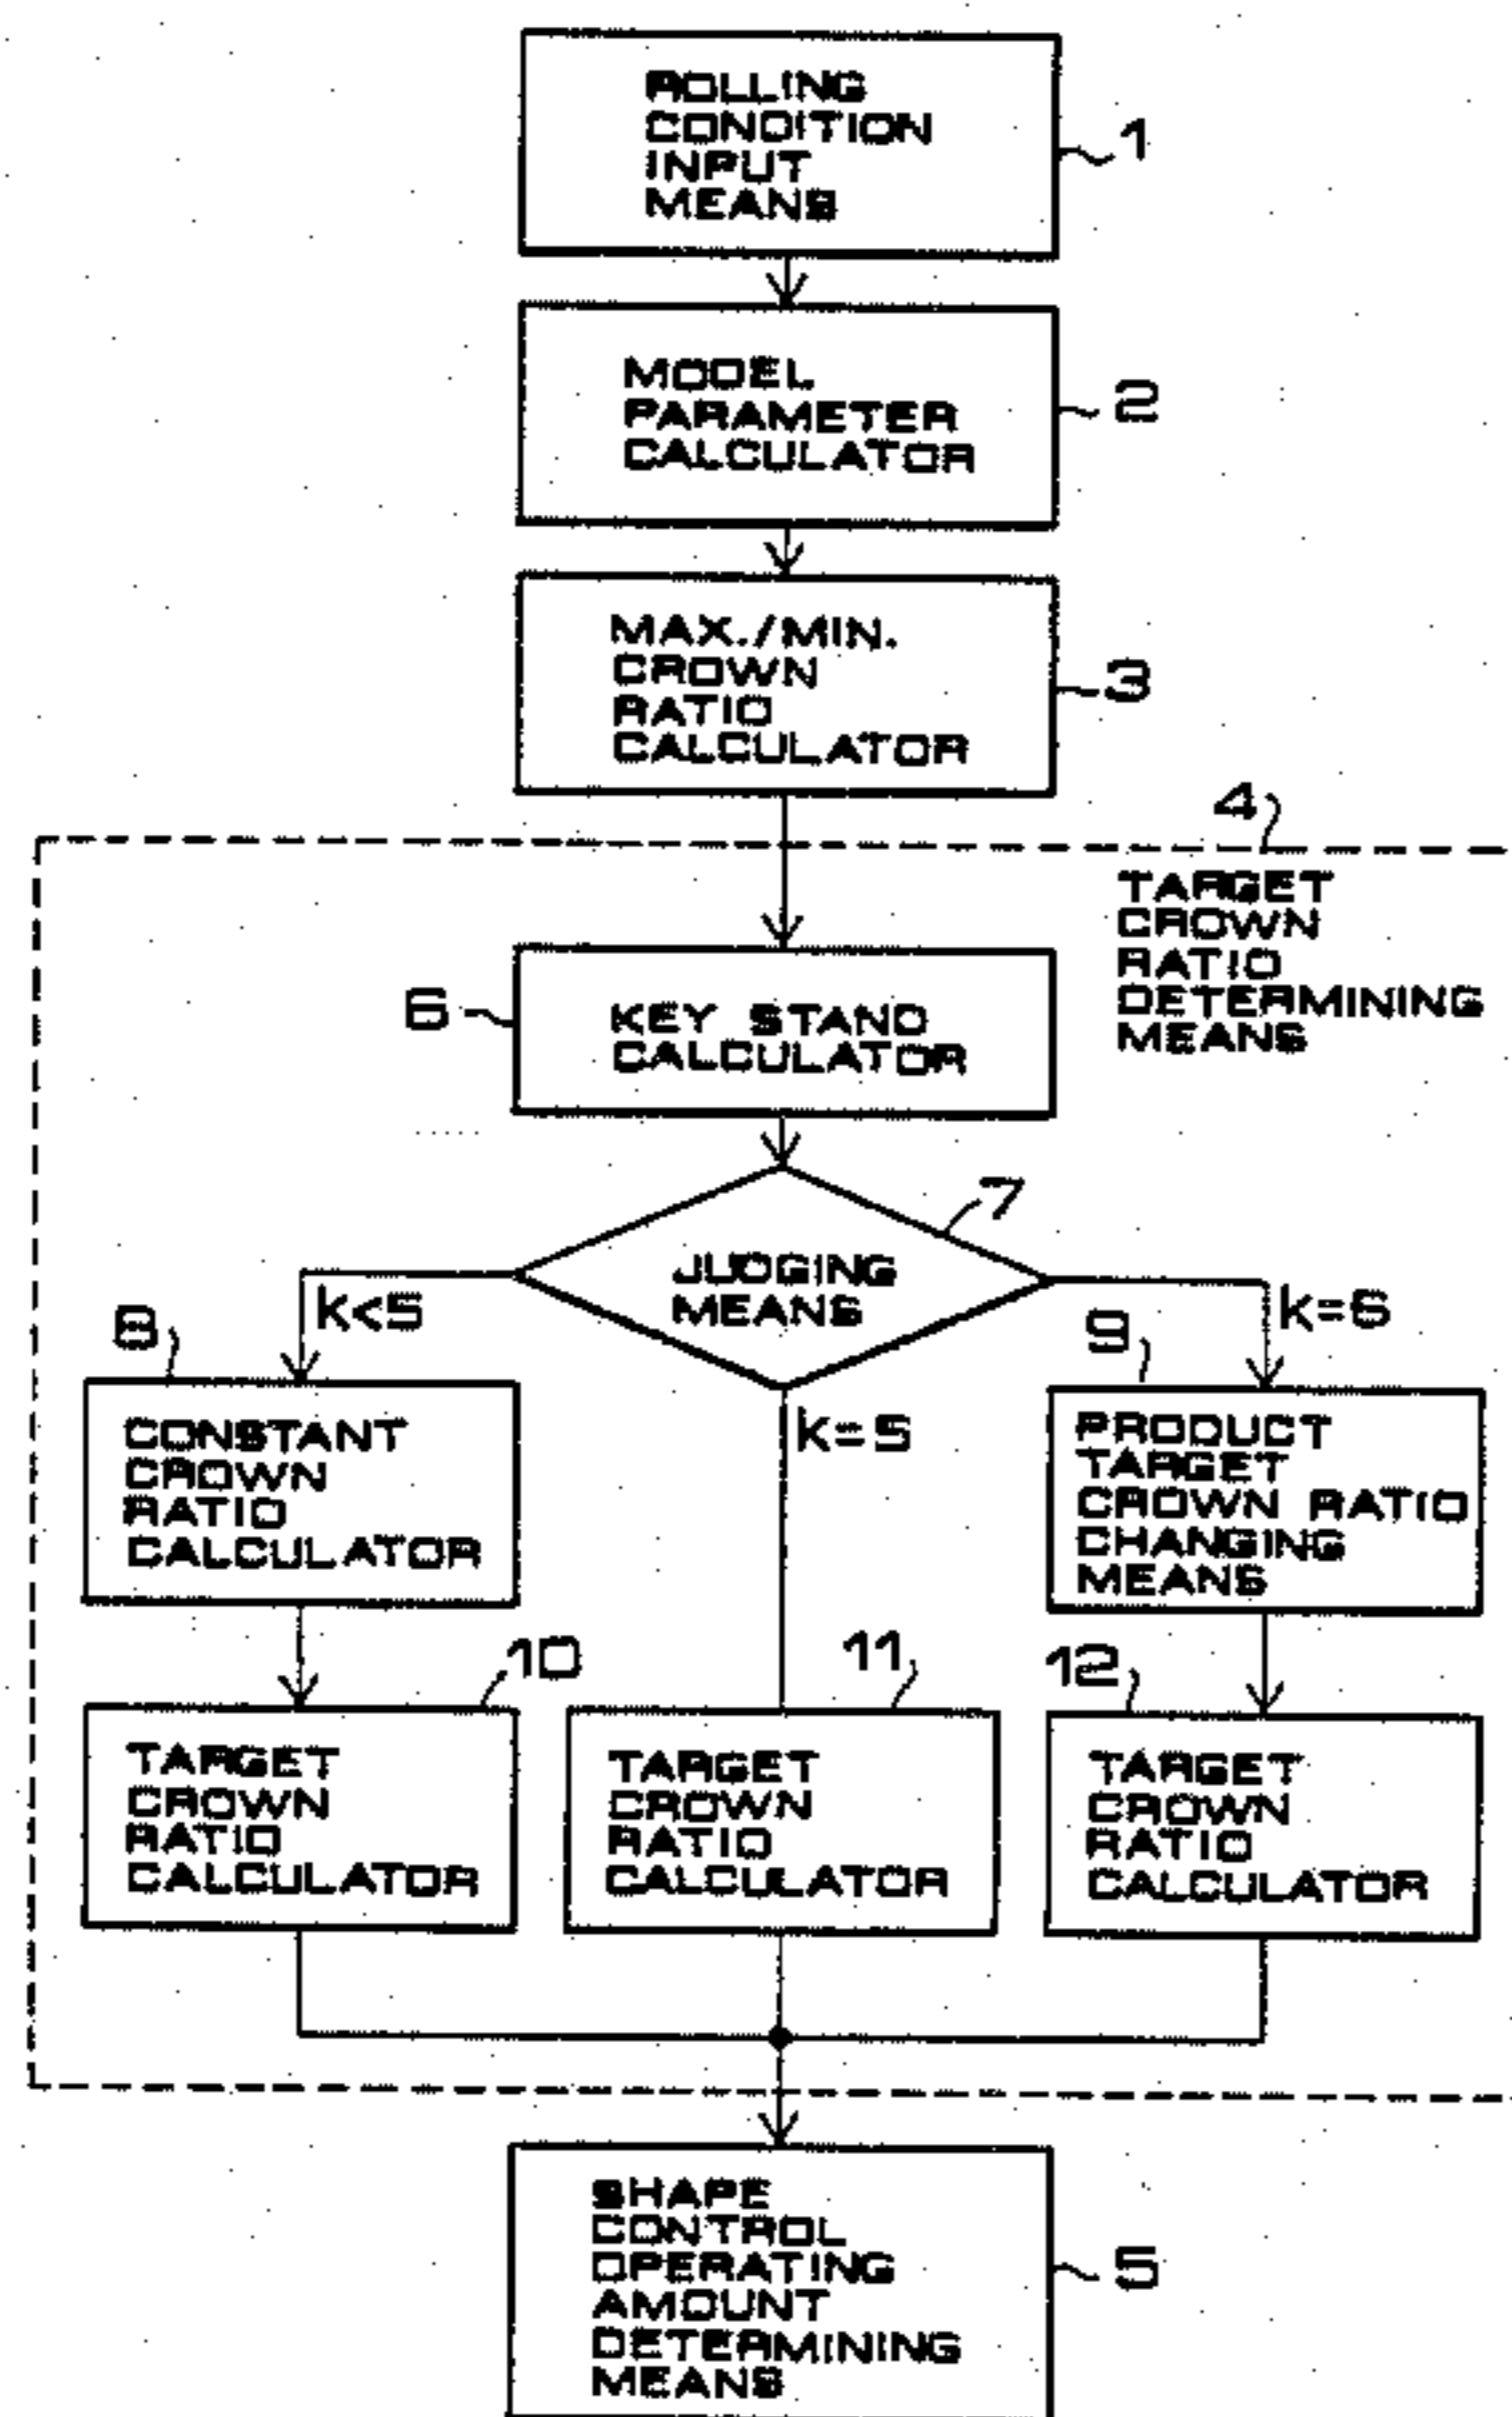 ROLLING
CONDITION
INPUT
MEANS
1
MODEL
PARAMETER
CALCULATOR
2
MAX./MIN.
CROWN
RATIO
CALCULATOR
3
4
TARGET
CROWN
RATIO
DETERMINING
MEANS
6
KEY STAND
CALCULATOR
7
JUDGING
MEANS
k<5
k=5
k=6
8
CONSTANT
CROWN
RATIO
CALCULATOR
9
PRODUCT
TARGET
CROWN RATIO
CHANGING
MEANS
10
TARGET
CROWN
RATIO
CALCULATOR
11
TARGET
CROWN
RATIO
CALCULATOR
12
TARGET
CROWN
RATIO
CALCULATOR
SHAPE
CONTROL
OPERATING
AMOUNT
DETERMINING
MEANS
5